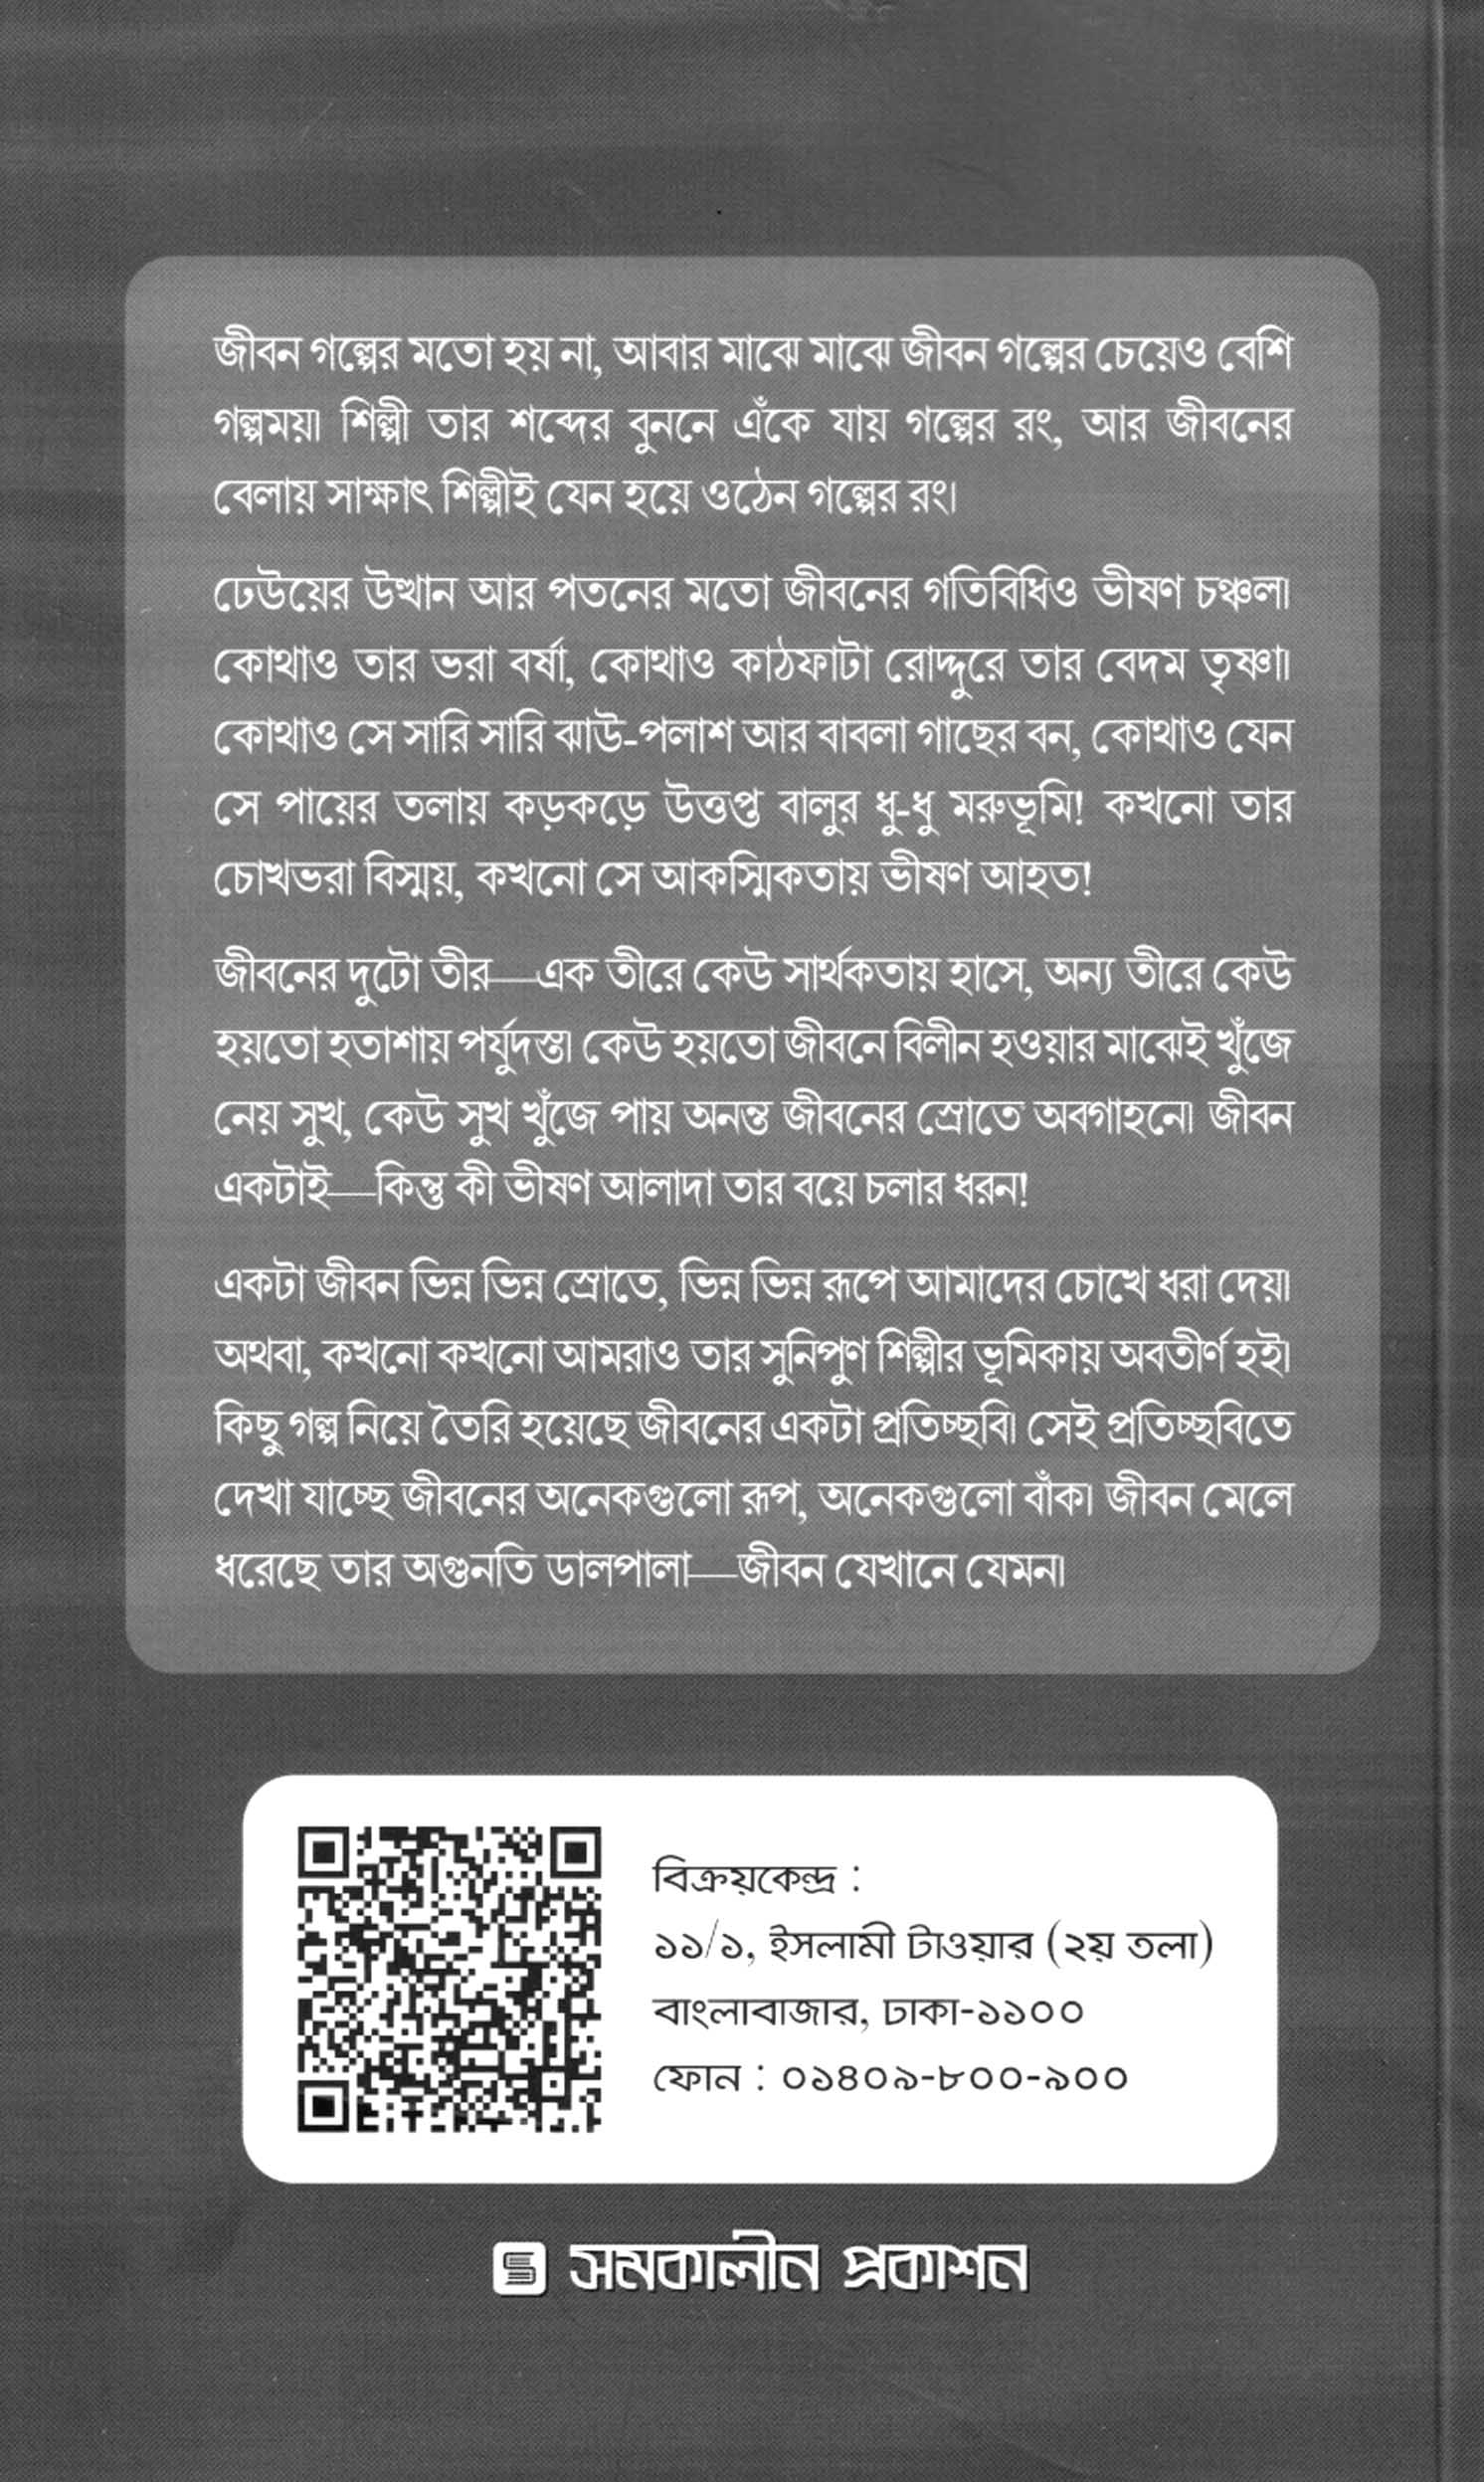 জীবন গল্পের মতো হয় না, আবার মাঝে মাঝে জীবন গল্পের চেয়েও বেশি
গল্পময়। শিল্পী তার শব্দের বুননে এঁকে যায় গল্পের রং, আর জীবনের
বেলায় সাক্ষাৎ শিল্পীই যেন হয়ে ওঠেন গল্পের রং।
ঢেউয়ের উত্থান আর পতনের মতো জীবনের গতিবিধিও ভীষণ চঞ্চল।
কোথাও তার ভরা বর্ষা, কোথাও কাঠফাটা রোদ্দুরে তার বেদম তৃষ্ণা।
কোথাও সে সারি সারি ঝাউ-পলাশ আর বাবলা গাছের বন, কোথাও যেন
সে পায়ের তলায় কড়কড়ে উত্তপ্ত বালুর ধু-ধু মরুভূমি! কখনো তার
চোখভরা বিস্ময়, কখনো সে আকস্মিকতায় ভীষণ আহত!
জীবনের দুটো তীর—এক তীরে কেউ সার্থকতায় হাসে, অন্য তীরে কেউ
হয়তো হতাশায় পর্যুদস্ত। কেউ হয়তো জীবনে বিলীন হওয়ার মাঝেই খুঁজে
নেয় সুখ, কেউ সুখ খুঁজে পায় অনন্ত জীবনের স্রোতে অবগাহনে। জীবন
একটাই—কিন্তু কী ভীষণ আলাদা তার বয়ে চলার ধরন!
একটা জীবন ভিন্ন ভিন্ন স্রোতে, ভিন্ন ভিন্ন রূপে আমাদের চোখে ধরা দেয়।
অথবা, কখনো কখনো আমরাও তার সুনিপুণ শিল্পীর ভূমিকায় অবতীর্ণ হই।
কিছু গল্প নিয়ে তৈরি হয়েছে জীবনের একটা প্রতিচ্ছবি। সেই প্রতিচ্ছবিতে
দেখা যাচ্ছে জীবনের অনেকগুলো রূপ, অনেকগুলো বাঁক। জীবন মেলে
ধরেছে তার অগুনতি ডালপালা—জীবন যেখানে যেমন।
বিক্রয়কেন্দ্র :
১১/১, ইসলামী টাওয়ার (২য় তলা)
বাংলাবাজার, ঢাকা-১১০০
ফোন : ০১৪০৯-৮০০-৯০০
সমকালীন প্রকাশন